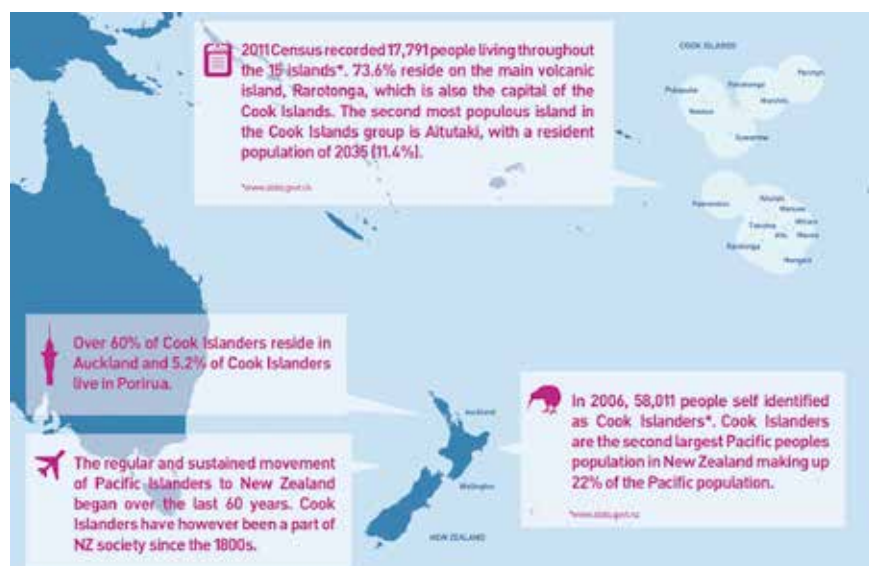 2011 Census recorded 17,791 people living throughout
the 15 islands*. 73.6% reside on the main volcanic
island, Rarotonga, which is also the capital of the
Cook Islands. The second most populous island in
the Cook Islands group is Aitutaki, with a resident
population of 2035 (11.4%).
COOK ISLANDS
Penrhyn
Pukapuka
Rakahanga
Manihiki
Nassau
Suwarrow
Palmerston
Aitutaki
Manuae
Takutea
Mitiaro
Atiu
Mauke
Rarotonga
Mangaia
Over 60% of Cook Islanders reside in
Auckland and 5.2% of Cook Islanders
live in Porirua.
In 2006, 58,011 people self identified
as Cook Islanders*. Cook Islanders
are the second largest Pacific peoples
population in New Zealand making up
22% of the Pacific population.
*www.stats.govt.nz
Auckland
Wellington
NEW ZEALAND
The regular and sustained movement
of Pacific Islanders to New Zealand
began over the last 60 years. Cook
Islanders have however been a part of
NZ society since the 1800s.